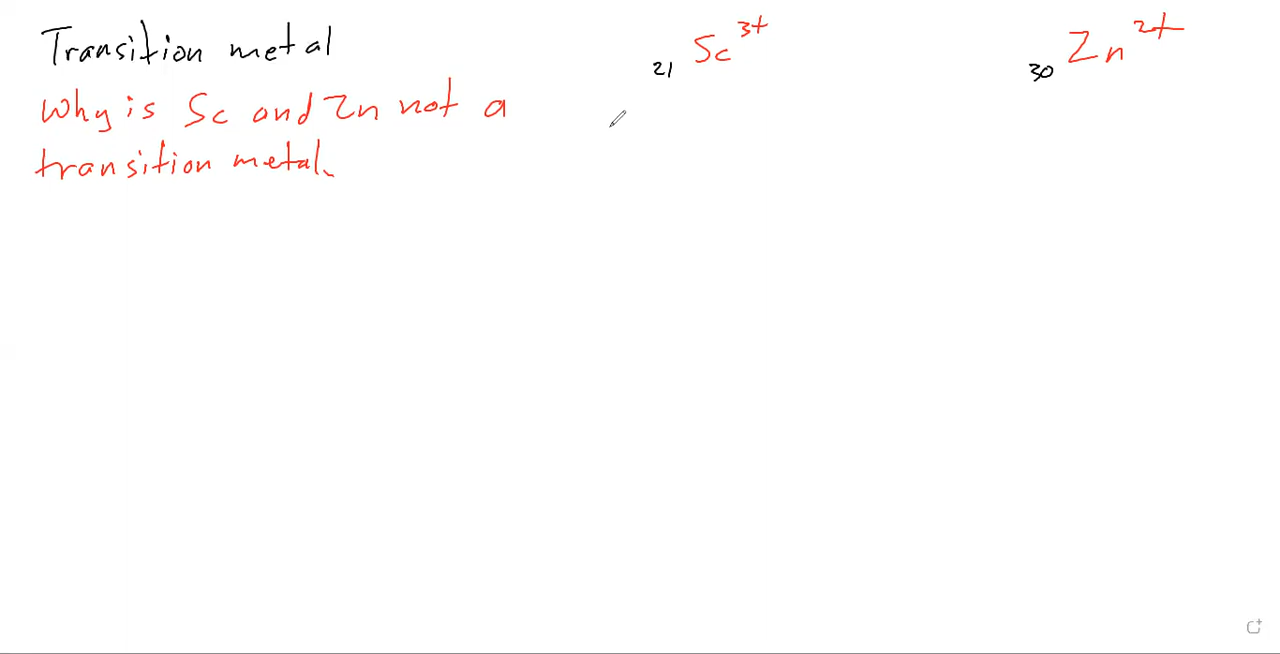 Transition metal
Why is Sc and Zn not a
transition metal.
21 Sc 3+
30 Zn 2+